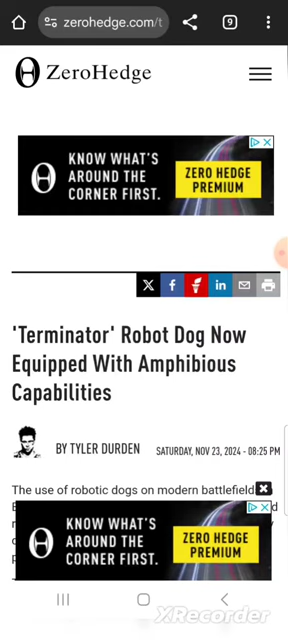 zerohedge.com/t
9
ZeroHedge
KNOW WHAT'S
AROUND THE
CORNER FIRST.
ZERO HEDGE
PREMIUM
'Terminator' Robot Dog Now
Equipped With Amphibious
Capabilities
BY TYLER DURDEN
SATURDAY, NOV 23, 2024 - 08:25 PM
The use of robotic dogs on modern battlefield
KNOW WHAT'S
AROUND THE
CORNER FIRST.
ZERO HEDGE
PREMIUM
XRecorder